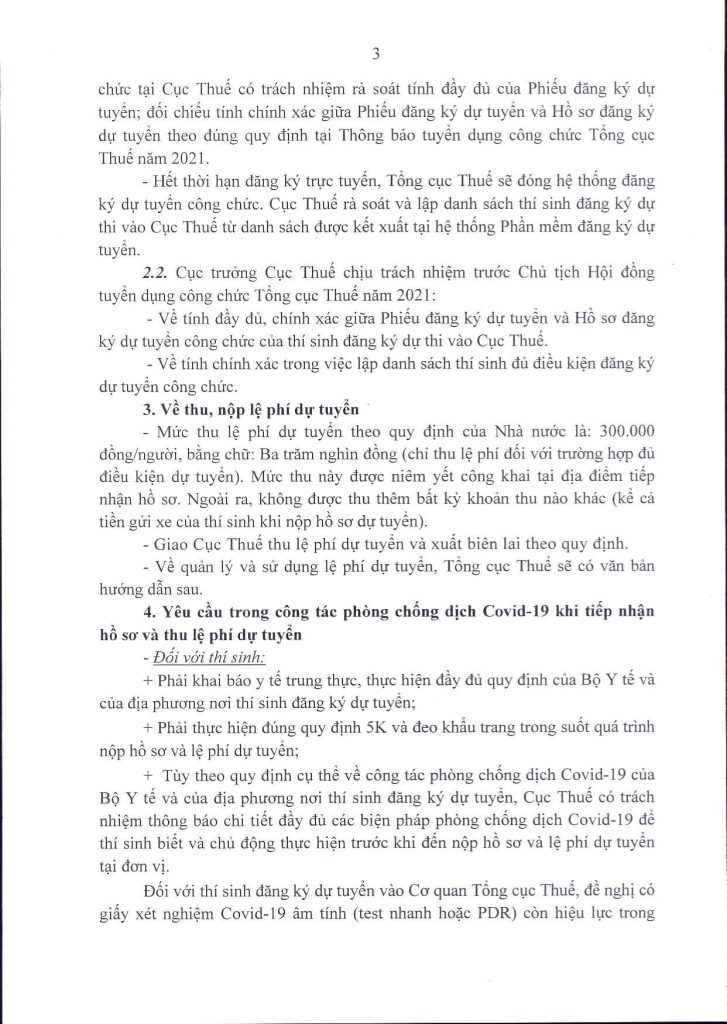 3
chức tại Cục Thuế có trách nhiệm rà soát tính đầy đủ của Phiếu đăng ký dự
tuyển; đối chiếu tính chính xác giữa Phiếu đăng ký dự tuyển và Hồ sơ đăng ký
dự tuyển theo đúng quy định tại Thông báo tuyển dụng công chức Tổng cục
Thuế năm 2021.
- Hết thời hạn đăng ký trực tuyến, Tổng cục Thuế sẽ đóng hệ thống đăng
ký dự tuyển công chức. Cục Thuế rà soát và lập danh sách thí sinh đăng ký dự
thi vào Cục Thuế từ danh sách được kết xuất tại hệ thống Phần mềm đăng ký dự
tuyển.
2.2. Cục trưởng Cục Thuế chịu trách nhiệm trước Chủ tịch Hội đồng
tuyển dụng công chức Tổng cục Thuế năm 2021:
- Về tính đầy đủ, chính xác giữa Phiếu đăng ký dự tuyển và Hồ sơ đăng
ký dự tuyển công chức của thí sinh đăng ký dự thi vào Cục Thuế.
- Về tính chính xác trong việc lập danh sách thí sinh đủ điều kiện đăng ký
dự tuyển công chức.
3. Về thu, nộp lệ phí dự tuyển
- Mức thu lệ phí dự tuyển theo quy định của Nhà nước là: 300.000
đồng/người, bằng chữ: Ba trăm nghìn đồng (chỉ thu lệ phí đối với trường hợp đủ
điều kiện dự tuyển). Mức thu này được niêm yết công khai tại địa điểm tiếp
nhận hồ sơ. Ngoài ra, không được thu thêm bất kỳ khoản thu nào khác (kể cả
tiền gửi xe của thí sinh khi nộp hồ sơ dự tuyển).
- Giao Cục Thuế thu lệ phí dự tuyển và xuất biên lai theo quy định.
- Về quản lý và sử dụng lệ phí dự tuyển, Tổng cục Thuế sẽ có văn bản
hướng dẫn sau.
4. Yêu cầu trong công tác phòng chống dịch Covid-19 khi tiếp nhận
hồ sơ và thu lệ phí dự tuyển
- Đối với thí sinh:
+ Phải khai báo y tế trung thực, thực hiện đầy đủ quy định của Bộ Y tế và
của địa phương nơi thí sinh đăng ký dự tuyển;
+ Phải thực hiện đúng quy định 5K và đeo khẩu trang trong suốt quá trình
nộp hồ sơ và lệ phí dự tuyển;
+ Tùy theo quy định cụ thể về công tác phòng chống dịch Covid-19 của
Bộ Y tế và của địa phương nơi thí sinh đăng ký dự tuyển, Cục Thuế có trách
nhiệm thông báo chi tiết đầy đủ các biện pháp phòng chống dịch Covid-19 để
thí sinh biết và chủ động thực hiện trước khi đến nộp hồ sơ và lệ phí dự tuyển
tại đơn vị.
Đối với thí sinh đăng ký dự tuyển vào Cơ quan Tổng cục Thuế, đề nghị có
giấy xét nghiệm Covid-19 âm tính (test nhanh hoặc PDR) còn hiệu lực trong